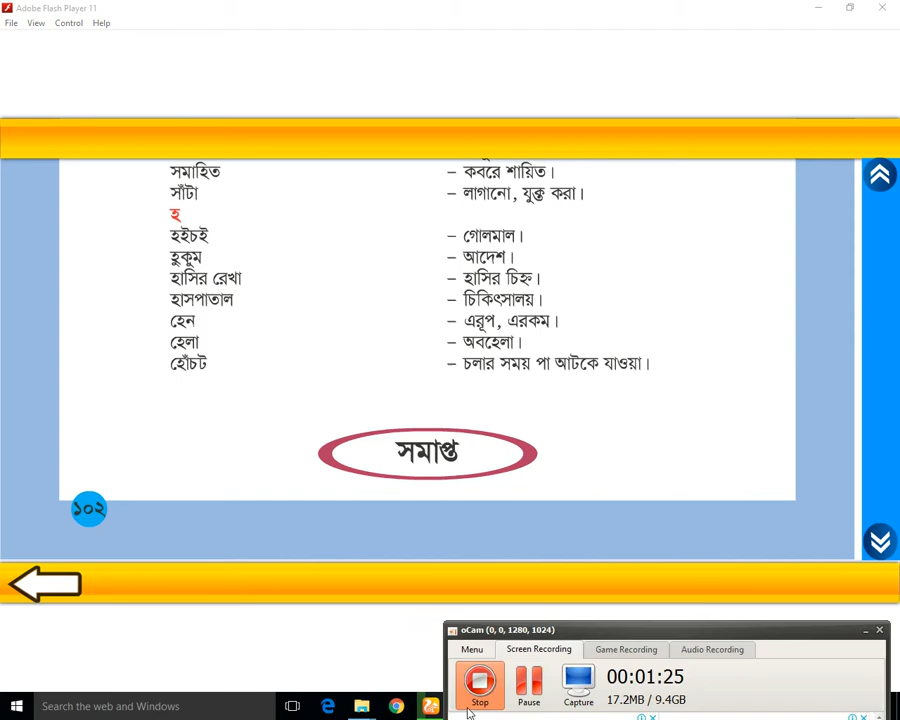 Adobe Flash Player 11
File View Control Help
সমাহিত – কবরে শায়িত।
সাঁটা – লাগানো, যুক্ত করা।
হ
হইচই – গোলমাল।
হুকুম – আদেশ।
হাসির রেখা – হাসির চিহ্ন।
হাসপাতাল – চিকিৎসালয়।
হেন – এরূপ, এরকম।
হেলা – অবহেলা।
হোঁচট – চলার সময় পা আটকে যাওয়া।
সমাপ্ত
১০২
oCam (0, 0, 1280, 1024)
Menu Screen Recording Game Recording Audio Recording
Stop Pause Capture
00:01:25
17.2MB / 9.4GB
Search the web and Windows